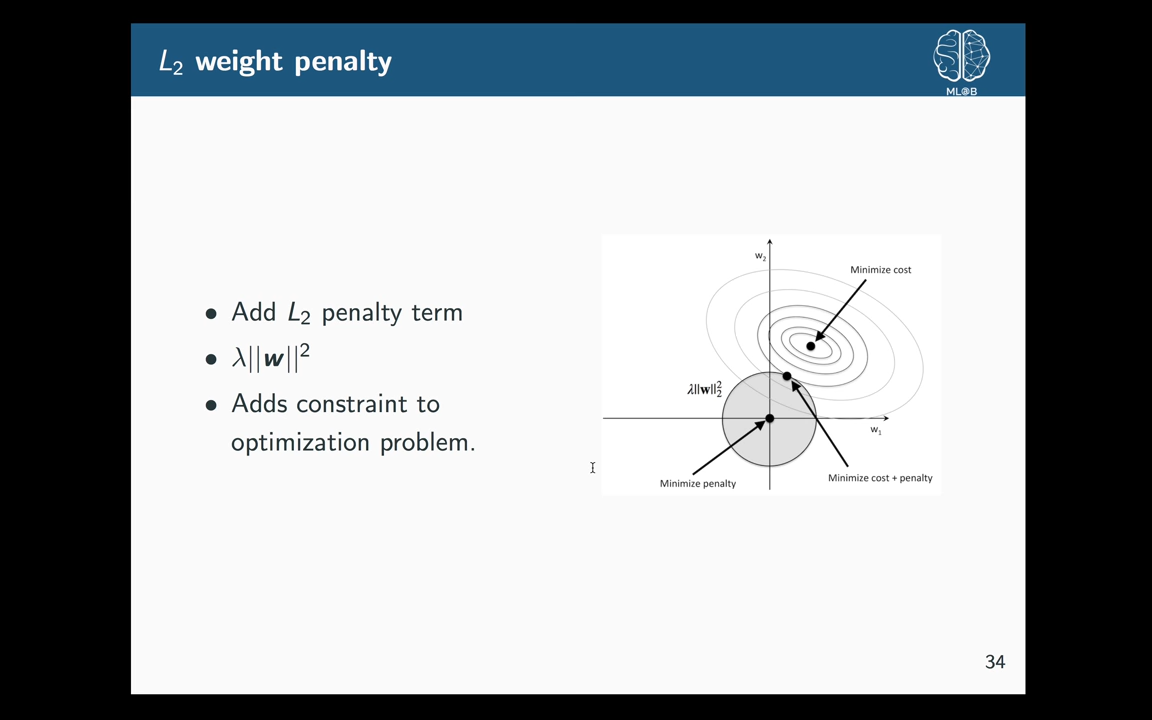 L₂ weight penalty
ML@B
• Add L₂ penalty term
• λ||w||²
• Adds constraint to
optimization problem.
w₂
Minimize cost
λ||w||₂²
w₁
Minimize penalty
Minimize cost + penalty
34